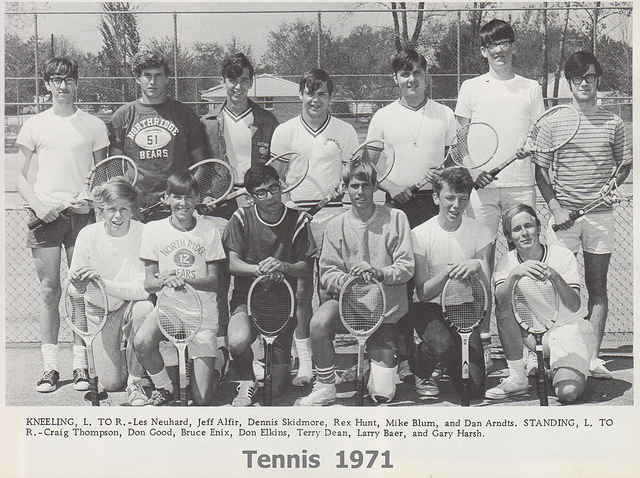 NORTHRIDGE
51
BEARS
NORTH RIDGE
12
BEARS
KNEELING, L. TO R.-Les Neuhard, Jeff Alfir, Dennis Skidmore, Rex Hunt, Mike Blum, and Dan Arndts. STANDING, L. TO
R.-Craig Thompson, Don Good, Bruce Enix, Don Elkins, Terry Dean, Larry Baer, and Gary Harsh.
Tennis 1971